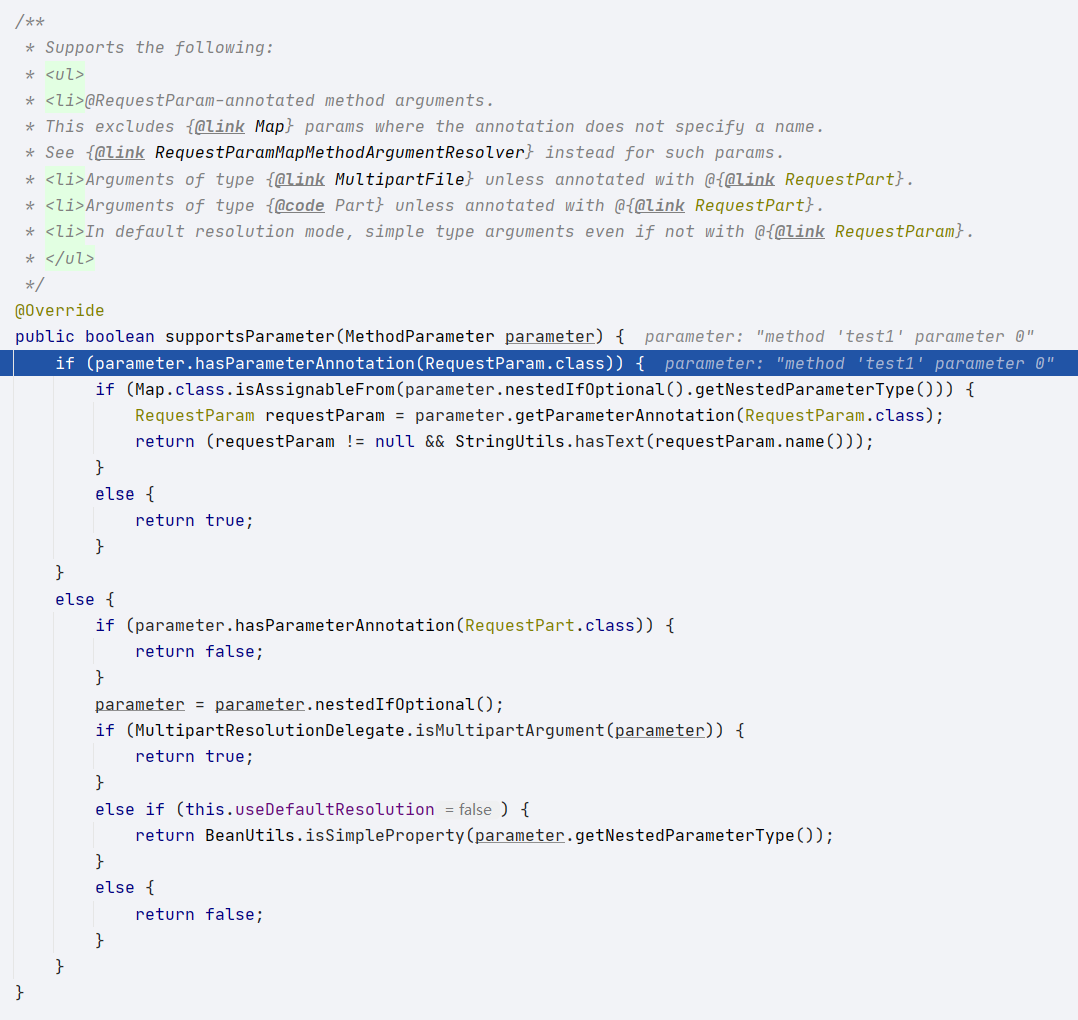 /**
 * Supports the following:
 * <ul>
 * <li>@RequestParam-annotated method arguments.
 * This excludes {@link Map} params where the annotation does not specify a name.
 * See {@link RequestParamMapMethodArgumentResolver} instead for such params.
 * <li>Arguments of type {@link MultipartFile} unless annotated with @{@link RequestPart}.
 * <li>Arguments of type {@code Part} unless annotated with @{@link RequestPart}.
 * <li>In default resolution mode, simple type arguments even if not with @{@link RequestParam}.
 * </ul>
 */
@Override
public boolean supportsParameter(MethodParameter parameter) {  parameter: "method 'test1' parameter 0"
    if (parameter.hasParameterAnnotation(RequestParam.class)) {  parameter: "method 'test1' parameter 0"
        if (Map.class.isAssignableFrom(parameter.nestedIfOptional().getNestedParameterType())) {
            RequestParam requestParam = parameter.getParameterAnnotation(RequestParam.class);
            return (requestParam != null && StringUtils.hasText(requestParam.name()));
        }
        else {
            return true;
        }
    }
    else {
        if (parameter.hasParameterAnnotation(RequestPart.class)) {
            return false;
        }
        parameter = parameter.nestedIfOptional();
        if (MultipartResolutionDelegate.isMultipartArgument(parameter)) {
            return true;
        }
        else if (this.useDefaultResolution = false ) {
            return BeanUtils.isSimpleProperty(parameter.getNestedParameterType());
        }
        else {
            return false;
        }
    }
}